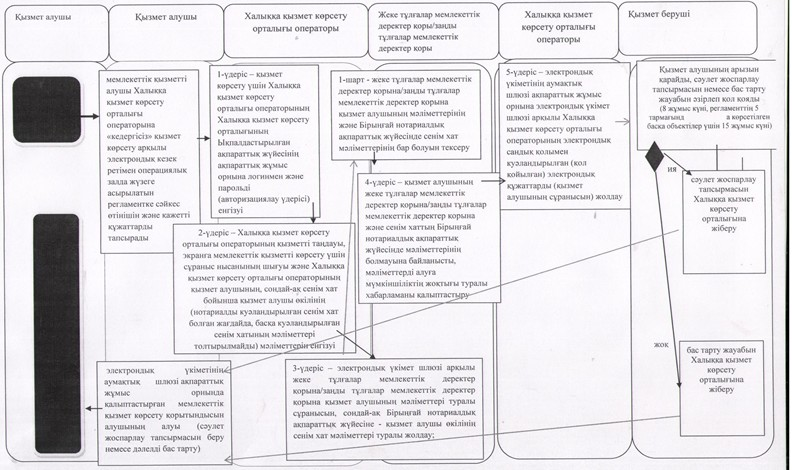 Қызмет алушы
Қызмет алушы
Халыққа қызмет көрсету
орталығы операторы
Жеке тұлғалар мемлекеттік
деректер қоры/заңды
тұлғалар мемлекеттік
деректер қоры
Халыққа қызмет көрсету
орталығы
операторы
Қызмет беруші
мемлекеттік қызметті
алушы Халыққа
қызмет көрсету
орталығы
операторына
«кедергісіз» қызмет
көрсету арқылы
электрондық кезек
ретімен операциялық
залда жүзеге
асырылатын
регламентке сәйкес
өтінішін және қажетті
құжаттарды
тапсырады
1-үдеріс – қызмет
көрсету үшін Халыққа
қызмет көрсету
орталығы операторының
Халыққа қызмет көрсету
орталығының
Ықпалдастырылған
ақпараттық жүйесінің
ақпараттық жұмыс
орнына логинмен және
парольді
(авторизациялау үдерісі)
енгізуі
2-үдеріс – Халыққа қызмет көрсету
орталығы операторының қызметті таңдауы,
экранға мемлекеттік қызметті көрсету үшін
сұраныс нысанының шығуы және Халыққа
қызмет көрсету орталығы операторының
қызмет алушының, сондай-ақ сенім хат
бойынша қызмет алушы өкілінің
(нотариалды куәландырылған сенім хат
болған жағдайда, басқа куәландырылған
сенім хатының мәліметтері
толтырылмайды) мәліметтерін енгізуі
1-шарт - жеке тұлғалар мемлекеттік
деректер қорына/заңды тұлғалар
мемлекеттік деректер қорына
қызмет алушының мәліметтерінің
және Бірыңғай нотариалдық
ақпараттық жүйесінде сенім хат
мәліметтерінің бар болуын тексеру
4-үдеріс – қызмет алушының
жеке тұлғалар мемлекеттік
деректер қорына/заңды тұлғалар
мемлекеттік деректер қорына
және сенім хаттың Бірыңғай
нотариалдық ақпараттық
жүйесінде мәліметтерінің
болмауына байланысты,
мәліметтерді алуға
мүмкіншіліктің жоқтығы туралы
хабарламаны қалыптастыру
5-үдеріс – электрондық
үкіметінің аумақтық
шлюзі ақпараттық жұмыс
орнына электрондық үкімет
шлюзі арқылы Халыққа
қызмет көрсету орталығы
операторының электрондық
сандық қолымен
куәландырылған (қол
қойылған) электрондық
құжаттарды (қызмет
алушының сұранысын) жолдау
Қызмет алушының арызын
қарайды, сәулет жоспарлау
тапсырмасын немесе бас тарту
жауабын әзірлеп қол қояды
(8 жұмыс күні, регламенттің 5
тармағында а көрсетілген
басқа объектілер үшін 15 жұмыс күні)
ия
сәулет жоспарлау
тапсырмасын
Халыққа қызмет
көрсету
орталығына
жіберу
жоқ
бас тарту жауабын
Халыққа қызмет
көрсету
орталығына
жіберу
электрондық үкіметінің
аумақтық шлюзі ақпараттық
жұмыс орнында
қалыптастырған мемлекеттік
қызмет көрсету қорытындысын
алушының алуы (сәулет
жоспарлау тапсырмасын беру
немесе дәлелді бас тарту)
3-үдеріс – электрондық үкімет шлюзі арқылы
жеке тұлғалар мемлекеттік деректер
қорына/заңды тұлғалар мемлекеттік деректер
қорына қызмет алушының мәліметтері туралы
сұранысын, сондай-ақ Бірыңғай нотариалдық
ақпараттық жүйесіне - қызмет алушы өкілінің
сенім хат мәліметтері туралы жолдау;